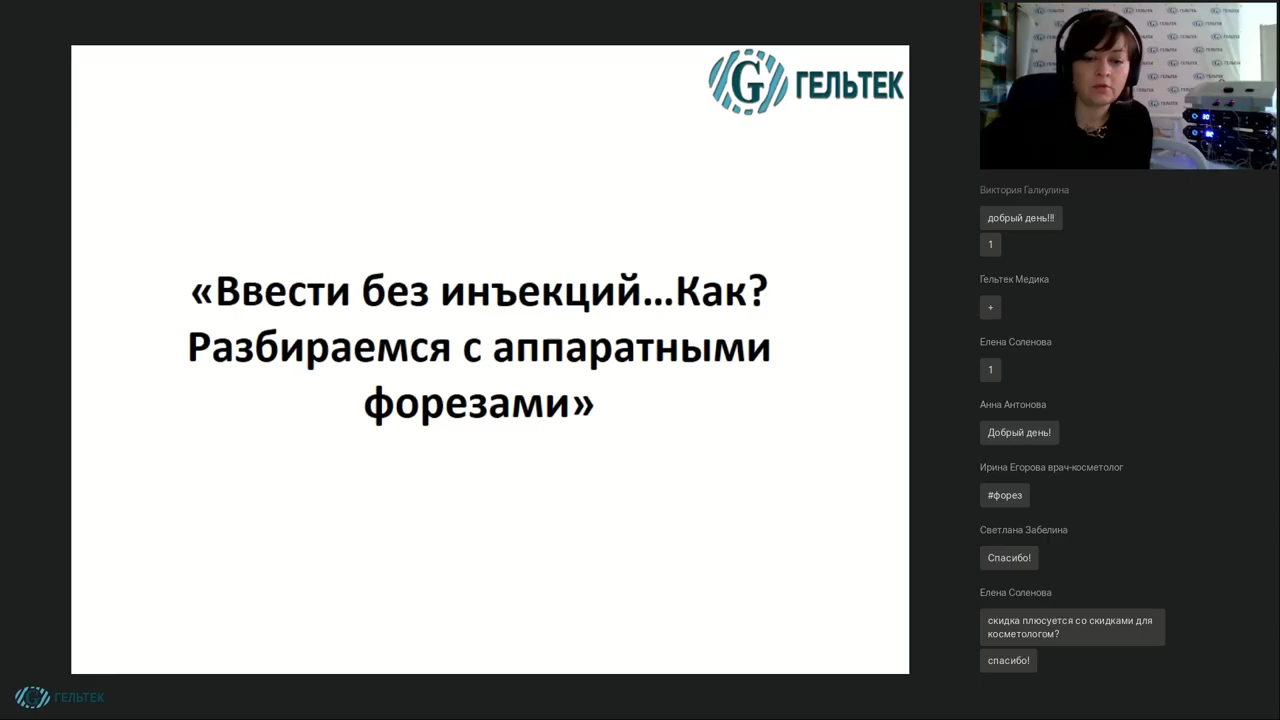 ГЕЛЬТЕК
«Ввести без инъекций...Как?
Разбираемся с аппаратными
форезами»
Виктория Галиулина
добрый день!!!
1
Гельтек Медика
+
Елена Соленова
1
Анна Антонова
Добрый день!
Ирина Егорова врач-косметолог
#форез
Светлана Забелина
Спасибо!
Елена Соленова
скидка плюсуется со скидками для
косметологом?
спасибо!
ГЕЛЬТЕК